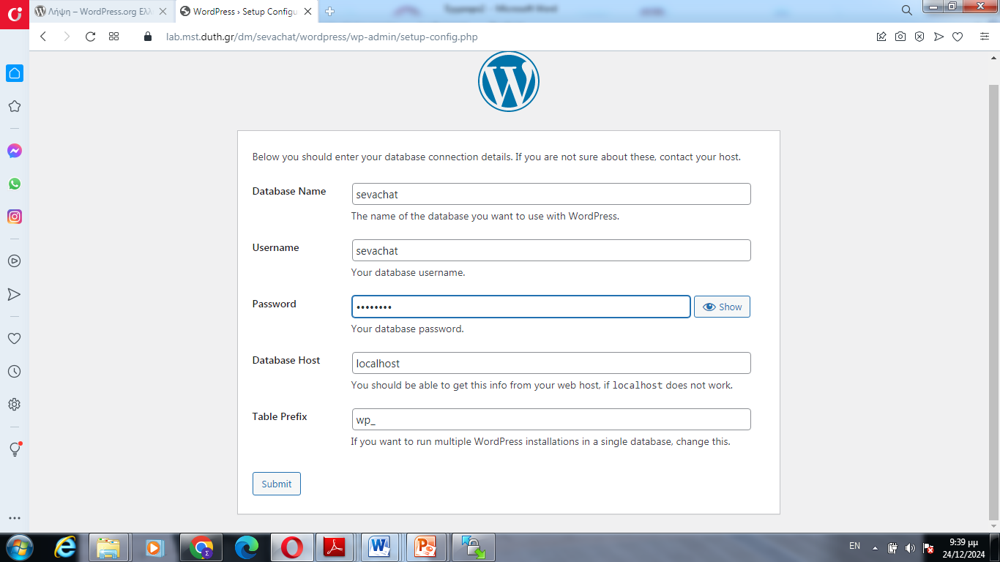 Λήψη – WordPress.org Ελλ
WordPress › Setup Configu
Microsoft Word
lab.mst.duth.gr/dm/sevachat/wordpress/wp-admin/setup-config.php
Below you should enter your database connection details. If you are not sure about these, contact your host.
Database Name
sevachat
The name of the database you want to use with WordPress.
Username
sevachat
Your database username.
Password
••••••••
Show
Your database password.
Database Host
localhost
You should be able to get this info from your web host, if localhost does not work.
Table Prefix
wp_
If you want to run multiple WordPress installations in a single database, change this.
Submit
EN
9:39 μμ
24/12/2024